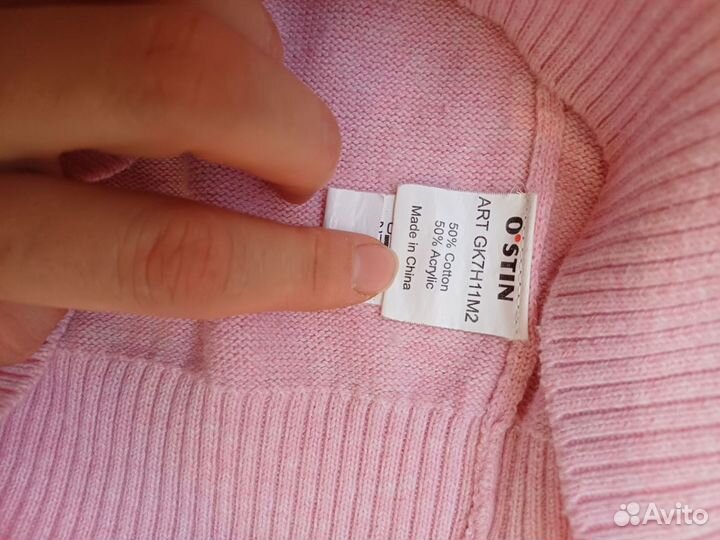 O'STIN
ART GK7H11M2
50% Cotton
50% Acrylic
Made in China
Avito